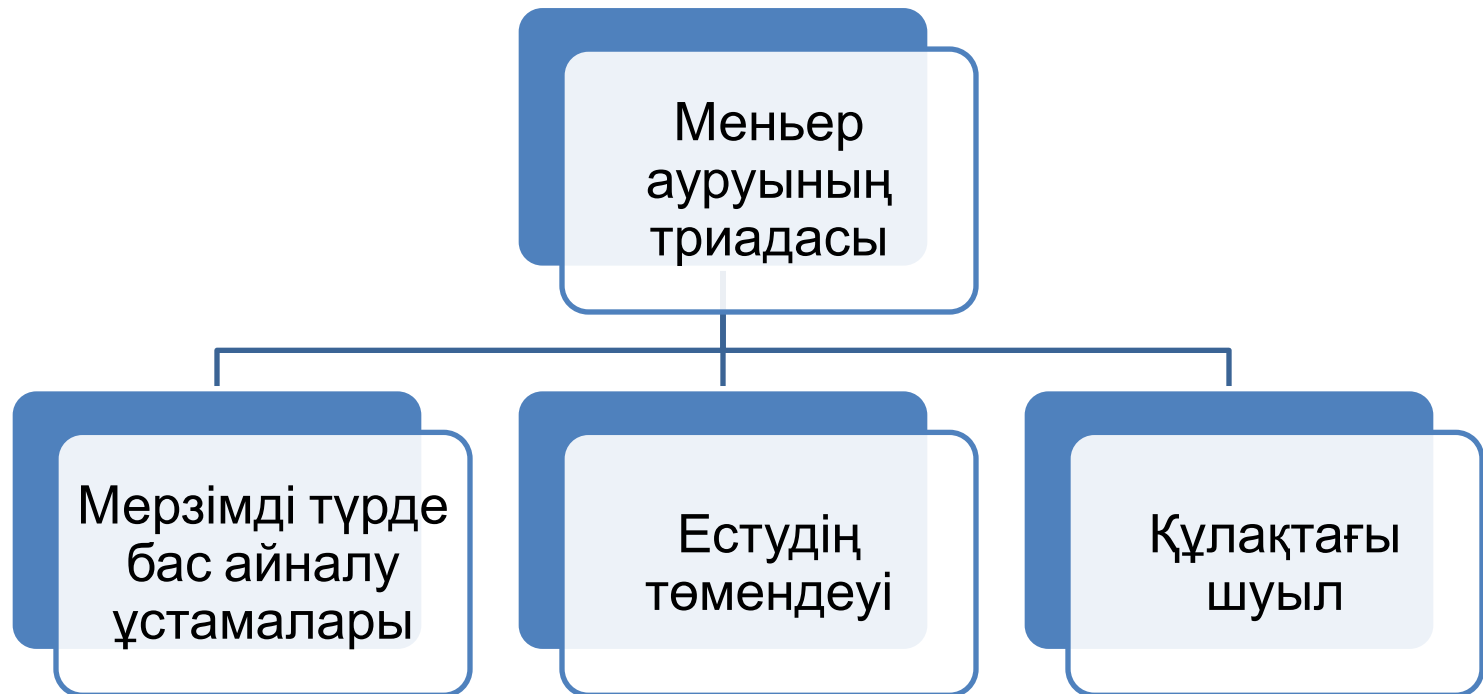 Меньер
ауруының
триадасы
Мерзімді түрде
бас айналу
ұстамалары
Естудің
төмендеуі
Құлақтағы
шуыл